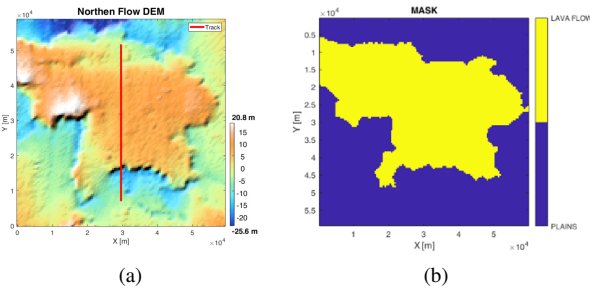 Northen Flow DEM
×10⁴
Track
5
4
3
2
1
0
Y [m]
0 1 2 3 4 5
X [m]
×10⁴
20.8 m
15
10
5
0
-5
-10
-15
-20
-25.6 m
(a)
MASK
×10⁴
0.5
1
1.5
2
2.5
3
3.5
4
4.5
5
5.5
Y [m]
0 1 2 3 4 5
X [m]
×10⁴
LAVA FLOW
PLAINS
(b)